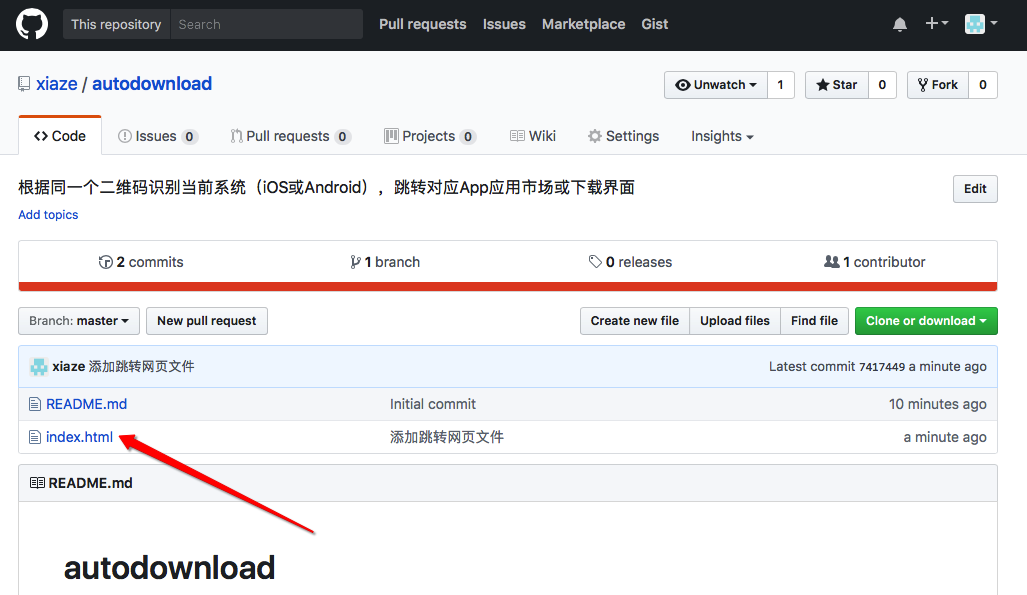 This repository Search Pull requests Issues Marketplace Gist
xiaze / autodownload Unwatch 1 Star 0 Fork 0
Code Issues 0 Pull requests 0 Projects 0 Wiki Settings Insights
根据同一个二维码识别当前系统（iOS或Android），跳转对应App应用市场或下载界面 Edit
Add topics
2 commits 1 branch 0 releases 1 contributor
Branch: master New pull request Create new file Upload files Find file Clone or download
xiaze 添加跳转网页文件 Latest commit 7417449 a minute ago
README.md Initial commit 10 minutes ago
index.html 添加跳转网页文件 a minute ago
README.md
autodownload